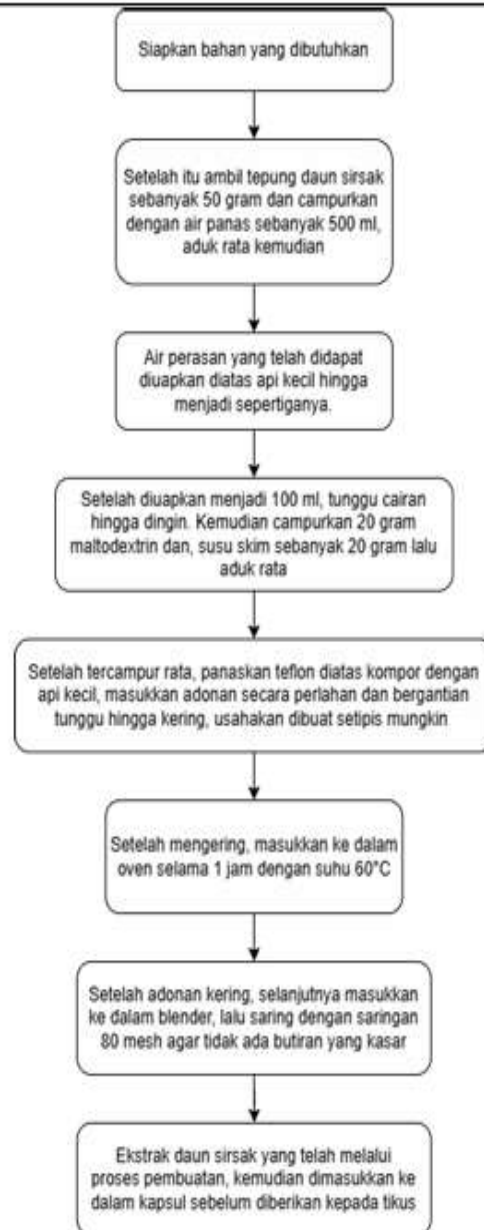 Siapkan bahan yang dibutuhkan
Setelah itu ambil tepung daun sirsak
sebanyak 50 gram dan campurkan
dengan air panas sebanyak 500 ml,
aduk rata kemudian
Air perasan yang telah didapat
diuapkan diatas api kecil hingga
menjadi sepertiganya.
Setelah diuapkan menjadi 100 ml, tunggu cairan
hingga dingin. Kemudian campurkan 20 gram
maltodextrin dan, susu skim sebanyak 20 gram lalu
aduk rata
Setelah tercampur rata, panaskan teflon diatas kompor dengan
api kecil, masukkan adonan secara perlahan dan bergantian
tunggu hingga kering, usahakan dibuat setipis mungkin
Setelah mengering, masukkan ke dalam
oven selama 1 jam dengan suhu 60°C
Setelah adonan kering, selanjutnya masukkan
ke dalam blender, lalu saring dengan saringan
80 mesh agar tidak ada butiran yang kasar
Ekstrak daun sirsak yang telah melalui
proses pembuatan, kemudian dimasukkan ke
dalam kapsul sebelum diberikan kepada tikus